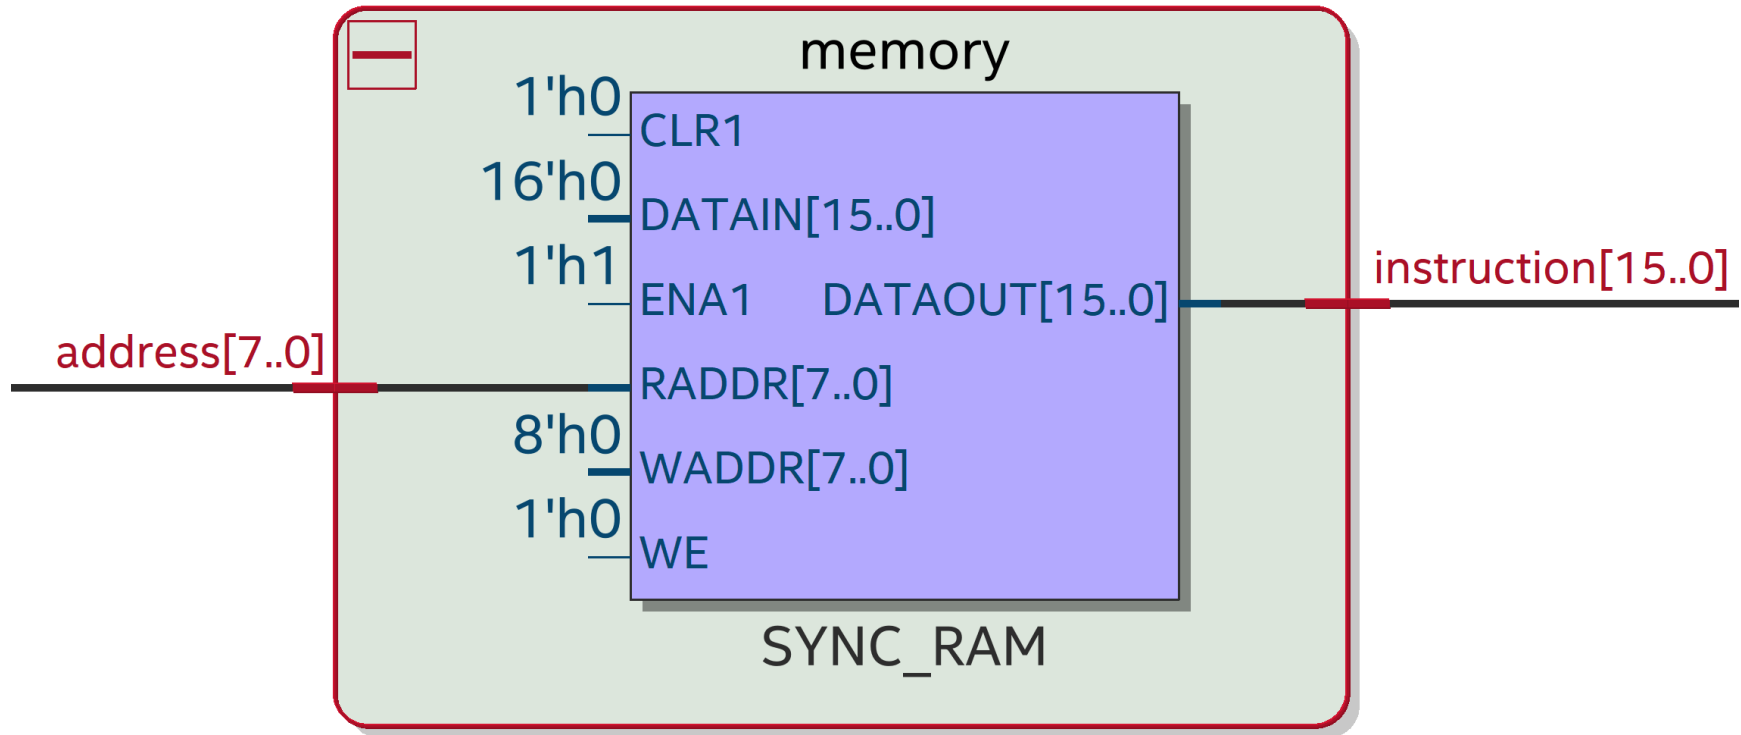 memory
1'h0
CLR1
16'h0
DATAIN[15..0]
1'h1
ENA1
DATAOUT[15..0]
instruction[15..0]
address[7..0]
RADDR[7..0]
8'h0
WADDR[7..0]
1'h0
WE
SYNC_RAM